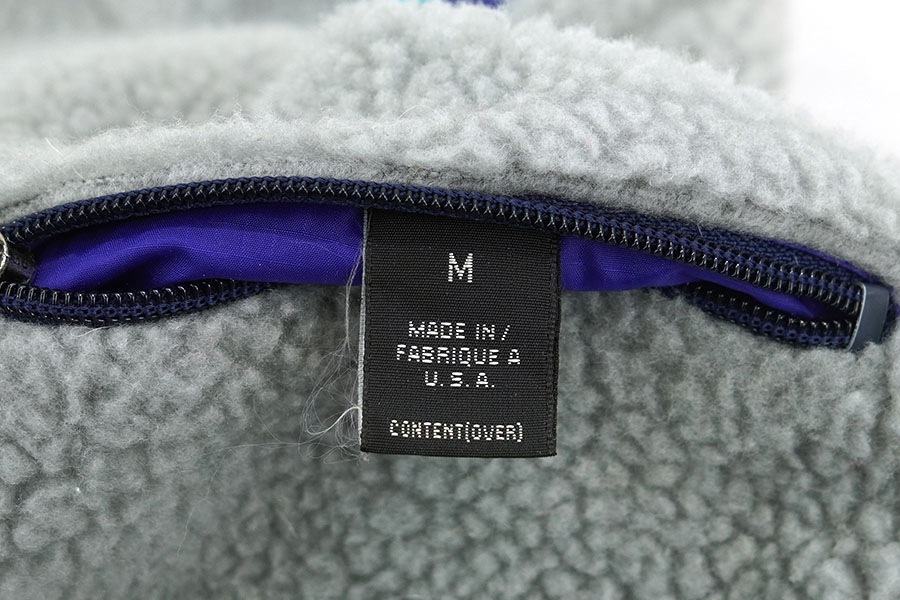 M
MADE IN/
FABRIQUE A
U.S.A.
CONTENT(OVER)